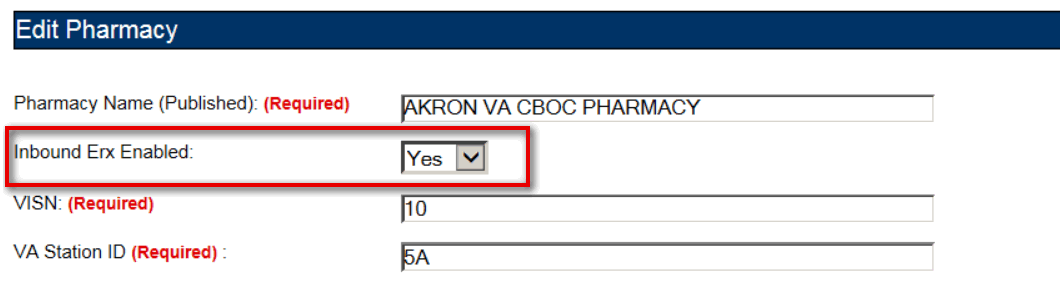 Edit Pharmacy
Pharmacy Name (Published): (Required) AKRON VA CBOC PHARMACY
Inbound Erx Enabled: Yes
VISN: (Required) 10
VA Station ID (Required) : 5A